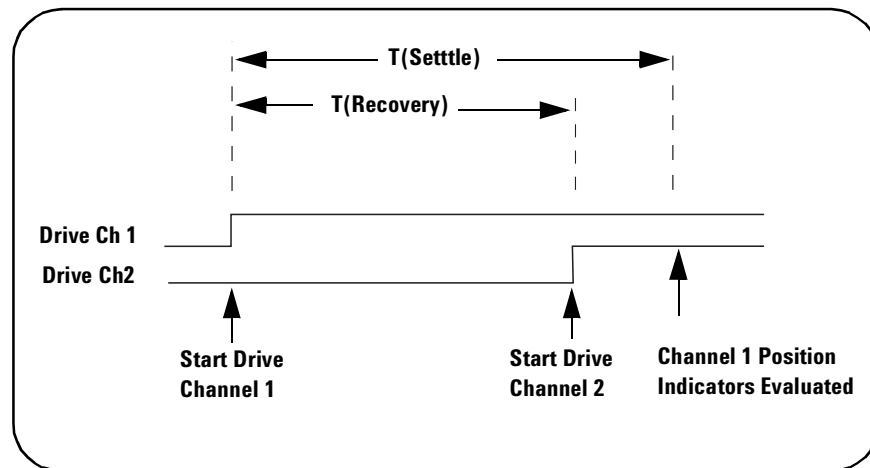 T(Setttle)
T(Recovery)
Drive Ch 1
Drive Ch2
Start Drive
Channel 1
Start Drive
Channel 2
Channel 1 Position
Indicators Evaluated